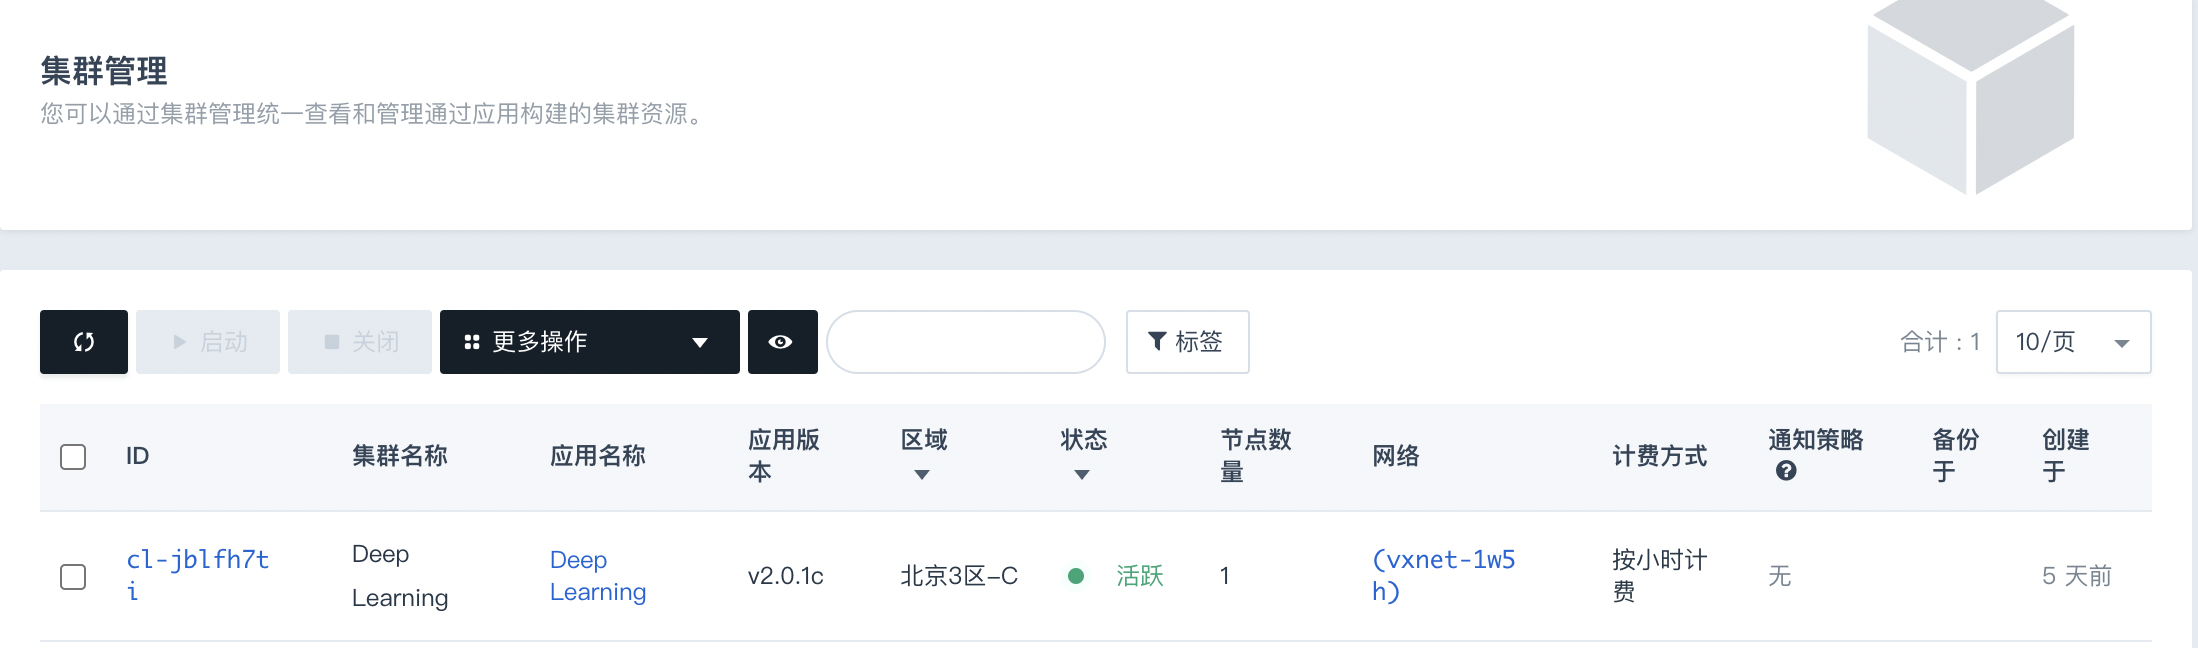 集群管理
您可以通过集群管理统一查看和管理通过应用构建的集群资源。
启动
关闭
更多操作
标签
合计：1
10/页
ID
集群名称
应用名称
应用版
本
区域
状态
节点数
量
网络
计费方式
通知策略
备份
于
创建
于
cl-jblfh7t
i
Deep
Learning
Deep
Learning
v2.0.1c
北京3区-C
活跃
1
(vxnet-1w5
h)
按小时计
费
无
5 天前